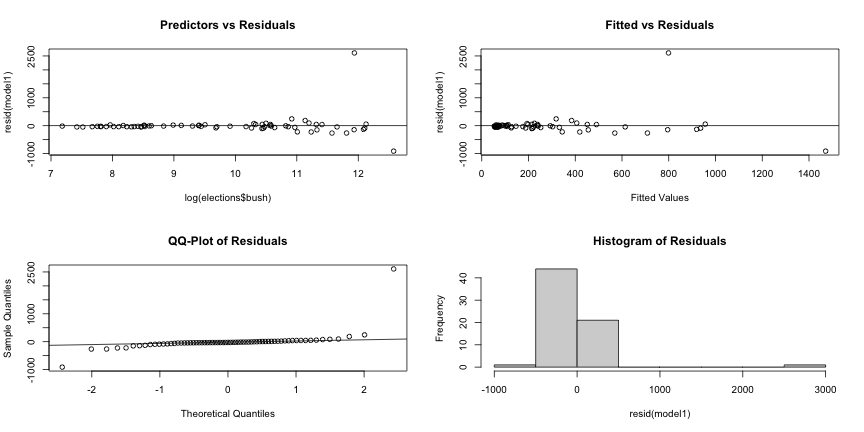 Predictors vs Residuals
resid(model1)
-1000 0 1000 2500
7 8 9 10 11 12
log(elections$bush)
Fitted vs Residuals
resid(model1)
-1000 0 1000 2500
0 200 400 600 800 1000 1200 1400
Fitted Values
QQ-Plot of Residuals
Sample Quantiles
-1000 0 1000 2500
-2 -1 0 1 2
Theoretical Quantiles
Histogram of Residuals
Frequency
0 10 20 30 40
-1000 0 1000 2000 3000
resid(model1)